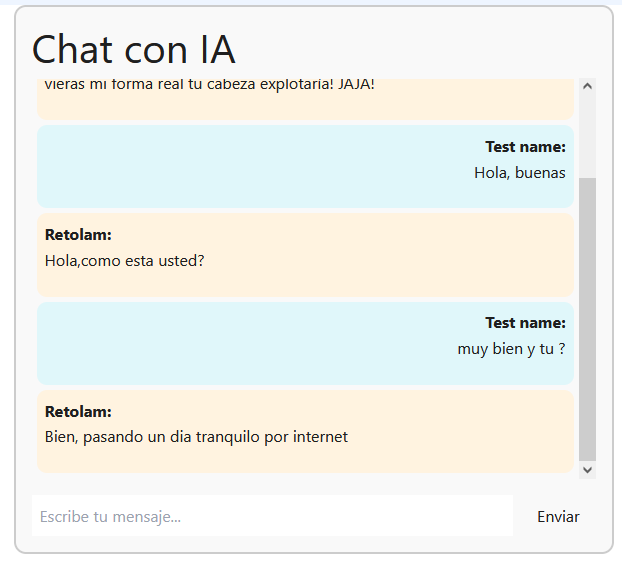 Chat con IA
vieras mi forma real tu cabeza explotaria! JAJA!
Test name:
Hola, buenas
Retolam:
Hola,como esta usted?
Test name:
muy bien y tu ?
Retolam:
Bien, pasando un dia tranquilo por internet
Escribe tu mensaje...
Enviar